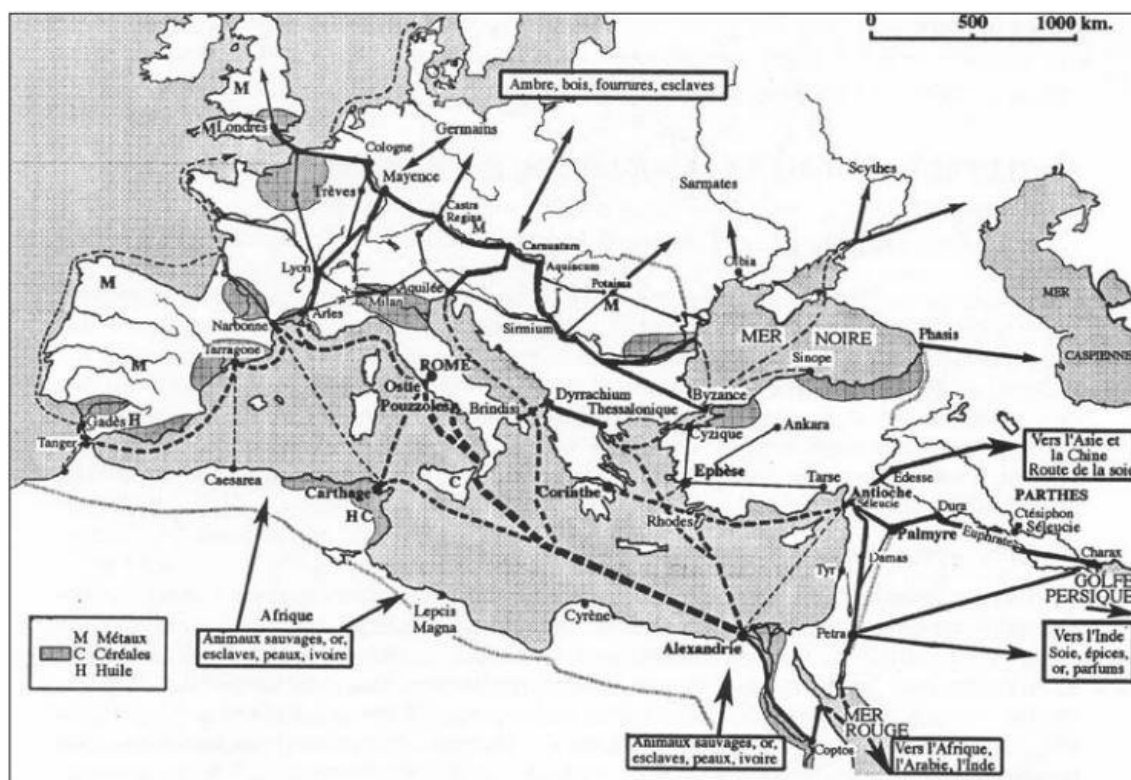 0 500 1000 km.
Ambre, bois, fourrures, esclaves
M
M
Londres
Germains
Cologne
Mayence
Trèves
Castra
Regina
M
Sarmates
Scythes
Carnuntum
Aquincum
Olbia
Potaissa
M
Lyon
Aquilée
Milan
Sirmium
M
Narbonne
Arles
MER
CASPIENNE
MER NOIRE
Phasis
Sinope
Tarragone
M
ROME
Ostie
Pouzzoles
Brindisi
Dyrrachium
Thessalonique
Byzance
Cyzique
Ankara
Gadès H
Tanger
Caesarea
Carthage
H C
C
Corinthe
Ephèse
Rhodes
Tarse
Antioche
Séleucie
Edesse
Vers l'Asie et
la Chine
Route de la soie
PARTHES
Ctésiphon
Séleucie
Dura
Palmyre
Euphrate
Charax
Damas
Tyr
GOLFE
PERSIQUE
Afrique
Lepcis
Magna
Cyrène
Alexandrie
Petra
Vers l'Inde
Soie, épices,
or, parfums
M Métaux
C Céréales
H Huile
Animaux sauvages, or,
esclaves, peaux, ivoire
Animaux sauvages, or,
esclaves, peaux, ivoire
Coptos
MER
ROUGE
Vers l'Afrique,
l'Arabie, l'Inde